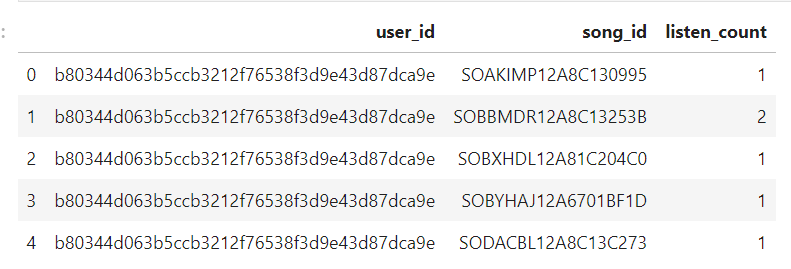 :
user_id song_id listen_count
0 b80344d063b5ccb3212f76538f3d9e43d87dca9e SOAKIMP12A8C130995 1
1 b80344d063b5ccb3212f76538f3d9e43d87dca9e SOBBMDR12A8C13253B 2
2 b80344d063b5ccb3212f76538f3d9e43d87dca9e SOBXHDL12A81C204C0 1
3 b80344d063b5ccb3212f76538f3d9e43d87dca9e SOBYHAJ12A6701BF1D 1
4 b80344d063b5ccb3212f76538f3d9e43d87dca9e SODACBL12A8C13C273 1